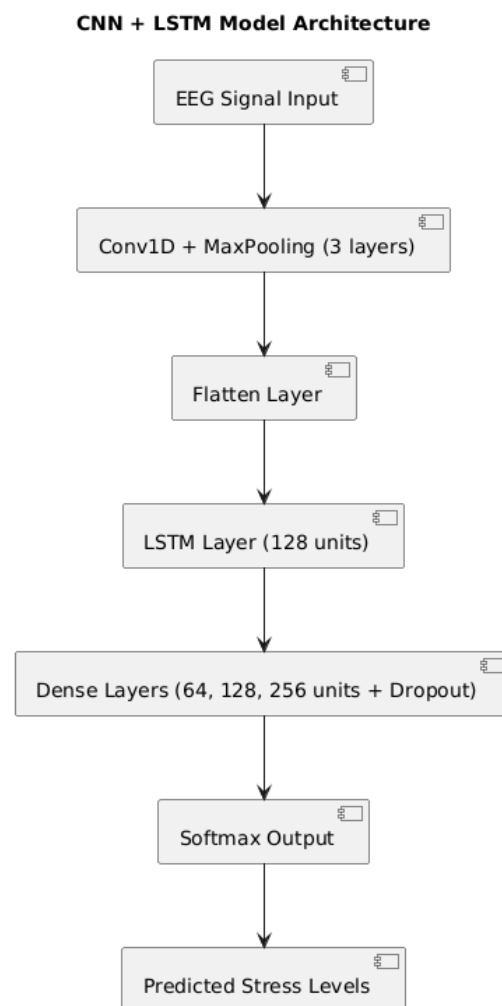 CNN + LSTM Model Architecture
EEG Signal Input
Conv1D + MaxPooling (3 layers)
Flatten Layer
LSTM Layer (128 units)
Dense Layers (64, 128, 256 units + Dropout)
Softmax Output
Predicted Stress Levels